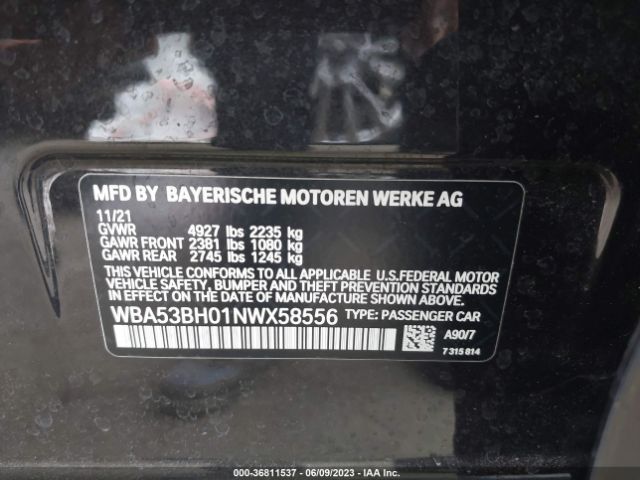 MFD BY BAYERISCHE MOTOREN WERKE AG
11/21
GVWR 4927 lbs 2235 kg
GAWR FRONT 2381 lbs 1080 kg
GAWR REAR 2745 lbs 1245 kg
THIS VEHICLE CONFORMS TO ALL APPLICABLE U.S.FEDERAL MOTOR
VEHICLE SAFETY, BUMPER AND THEFT PREVENTION STANDARDS
IN EFFECT ON THE DATE OF MANUFACTURE SHOWN ABOVE.
WBA53BH01NWX58556 TYPE: PASSENGER CAR
A90/7
7 315 814
000-36811537 - 06/09/2023 - IAA Inc.